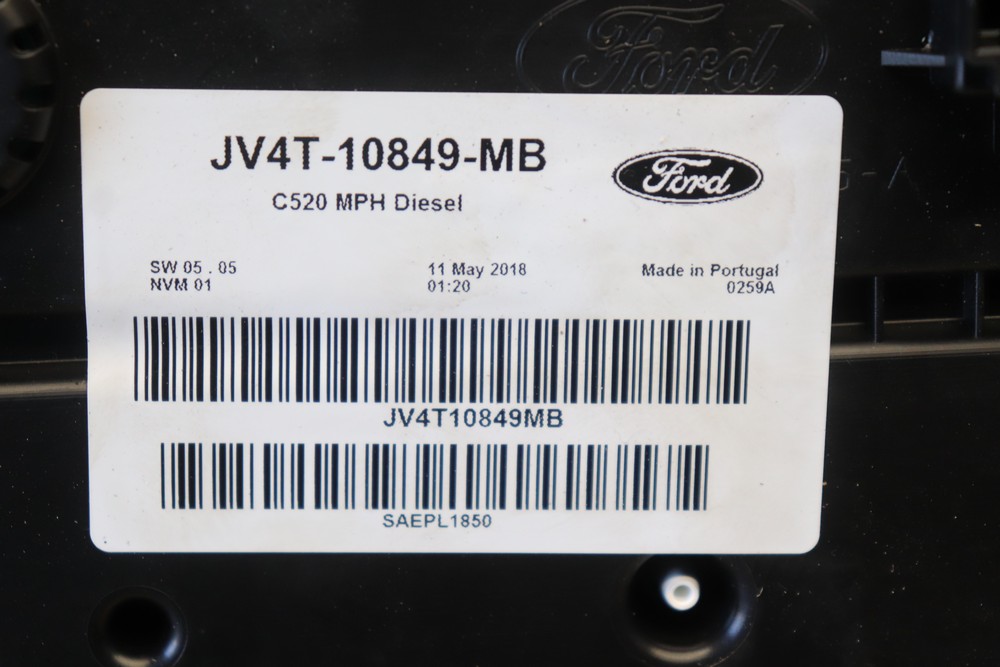 Ford
JV4T-10849-MB
Ford
C520 MPH Diesel
SW 05 . 05
11 May 2018
Made in Portugal
NVM 01
01:20
0259A
JV4T10849MB
SAEPL1850